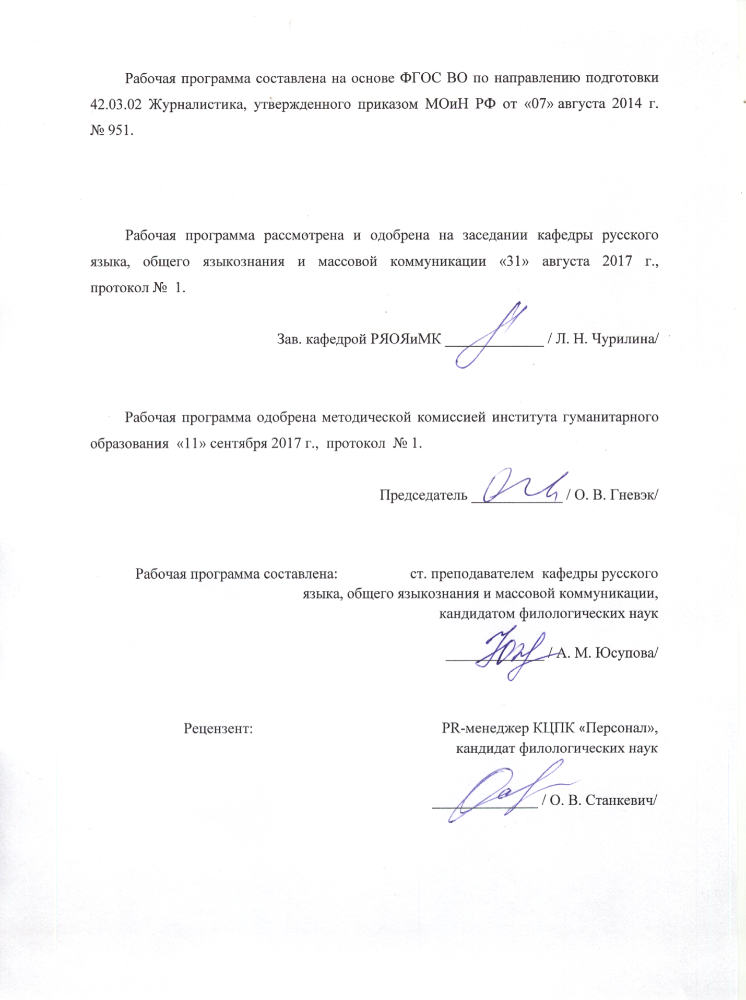 Рабочая программа составлена на основе ФГОС ВО по направлению подготовки
42.03.02 Журналистика, утвержденного приказом МОиН РФ от «07» августа 2014 г.
№ 951.
Рабочая программа рассмотрена и одобрена на заседании кафедры русского
языка, общего языкознания и массовой коммуникации «31» августа 2017 г.,
протокол № 1.
Зав. кафедрой РЯОЯиМК ______________ / Л. Н. Чурилина/
Рабочая программа одобрена методической комиссией института гуманитарного
образования «11» сентября 2017 г., протокол № 1.
Председатель _____________ / О. В. Гневэк/
Рабочая программа составлена: ст. преподавателем кафедры русского
языка, общего языкознания и массовой коммуникации,
кандидатом филологических наук
______________ / А. М. Юсупова/
Рецензент: PR-менеджер КЦПК «Персонал»,
кандидат филологических наук
_______________ / О. В. Станкевич/